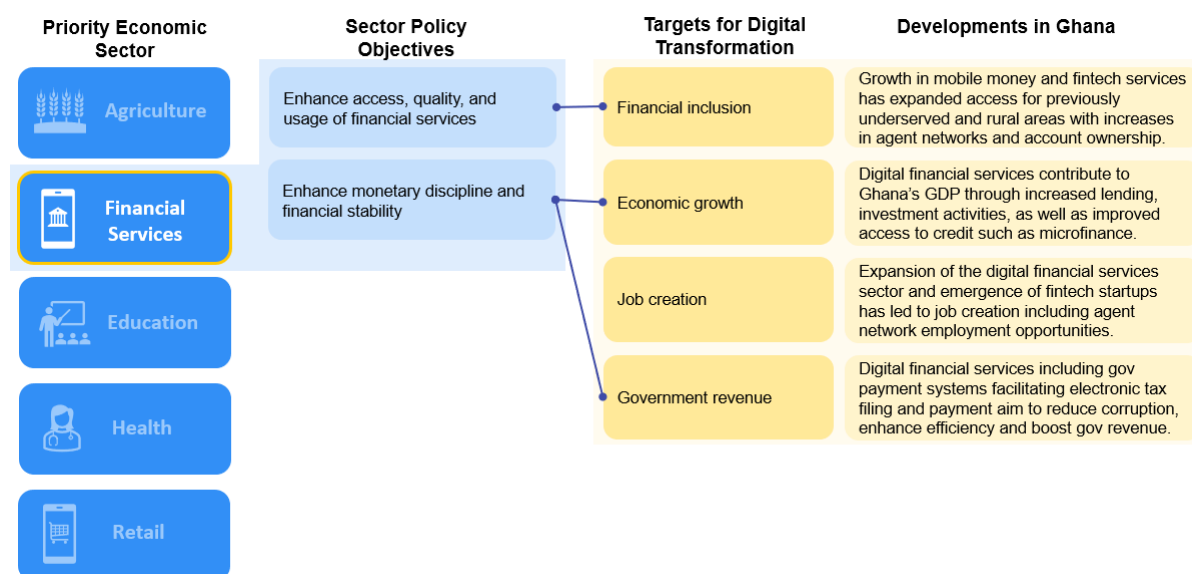 Priority Economic
Sector
Sector Policy
Objectives
Targets for Digital
Transformation
Developments in Ghana
Agriculture
Financial
Services
Education
Health
Retail
Enhance access, quality, and
usage of financial services
Enhance monetary discipline and
financial stability
Financial inclusion
Growth in mobile money and fintech services
has expanded access for previously
underserved and rural areas with increases
in agent networks and account ownership.
Economic growth
Digital financial services contribute to
Ghana’s GDP through increased lending,
investment activities, as well as improved
access to credit such as microfinance.
Job creation
Expansion of the digital financial services
sector and emergence of fintech startups
has led to job creation including agent
network employment opportunities.
Government revenue
Digital financial services including gov
payment systems facilitating electronic tax
filing and payment aim to reduce corruption,
enhance efficiency and boost gov revenue.